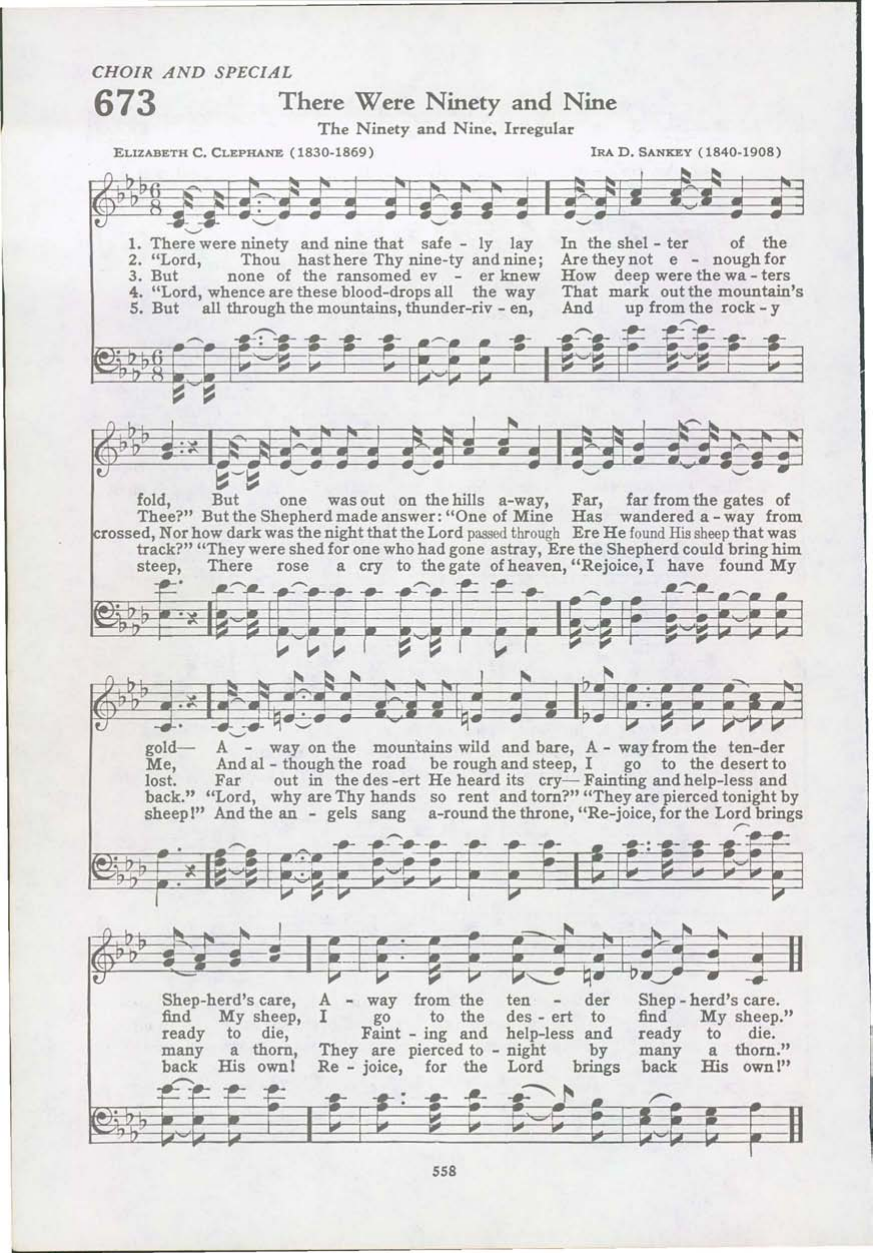 CHOIR AND SPECIAL
673 There Were Ninety and Nine
The Ninety and Nine, Irregular
ELIZABETH C. CLEPHANE (1830-1869) IRA D. SANKEY (1840-1908)
1. There were ninety and nine that safe - ly lay In the shel - ter of the
2. “Lord, Thou hast here Thy nine-ty and nine; Are they not e - nough for
3. But none of the ransomed ev - er knew How deep were the wa - ters
4. “Lord, whence are these blood-drops all the way That mark out the mountain's
5. But all through the mountains, thunder-riv - en, And up from the rock - y
fold, But one was out on the hills a-way, Far, far from the gates of
Thee?” But the Shepherd made answer: “One of Mine Has wandered a - way from
crossed, Nor how dark was the night that the Lord passed through Ere He found His sheep that was
track?” “They were shed for one who had gone astray, Ere the Shepherd could bring him
steep, There rose a cry to the gate of heaven, “Rejoice, I have found My
gold— A - way on the mountains wild and bare, A - way from the ten-der
Me, And al - though the road be rough and steep, I go to the desert to
lost. Far out in the des - ert He heard its cry— Fainting and help-less and
back.” “Lord, why are Thy hands so rent and torn?” “They are pierced tonight by
sheep!” And the an - gels sang a-round the throne, “Re-joice, for the Lord brings
Shep-herd's care, A - way from the ten - der Shep - herd's care.
find My sheep, I go to the des - ert to find My sheep.”
ready to die, Faint - ing and help-less and ready to die.
many a thorn, They are pierced to - night by many a thorn.”
back His own! Re - joice, for the Lord brings back His own!”
558